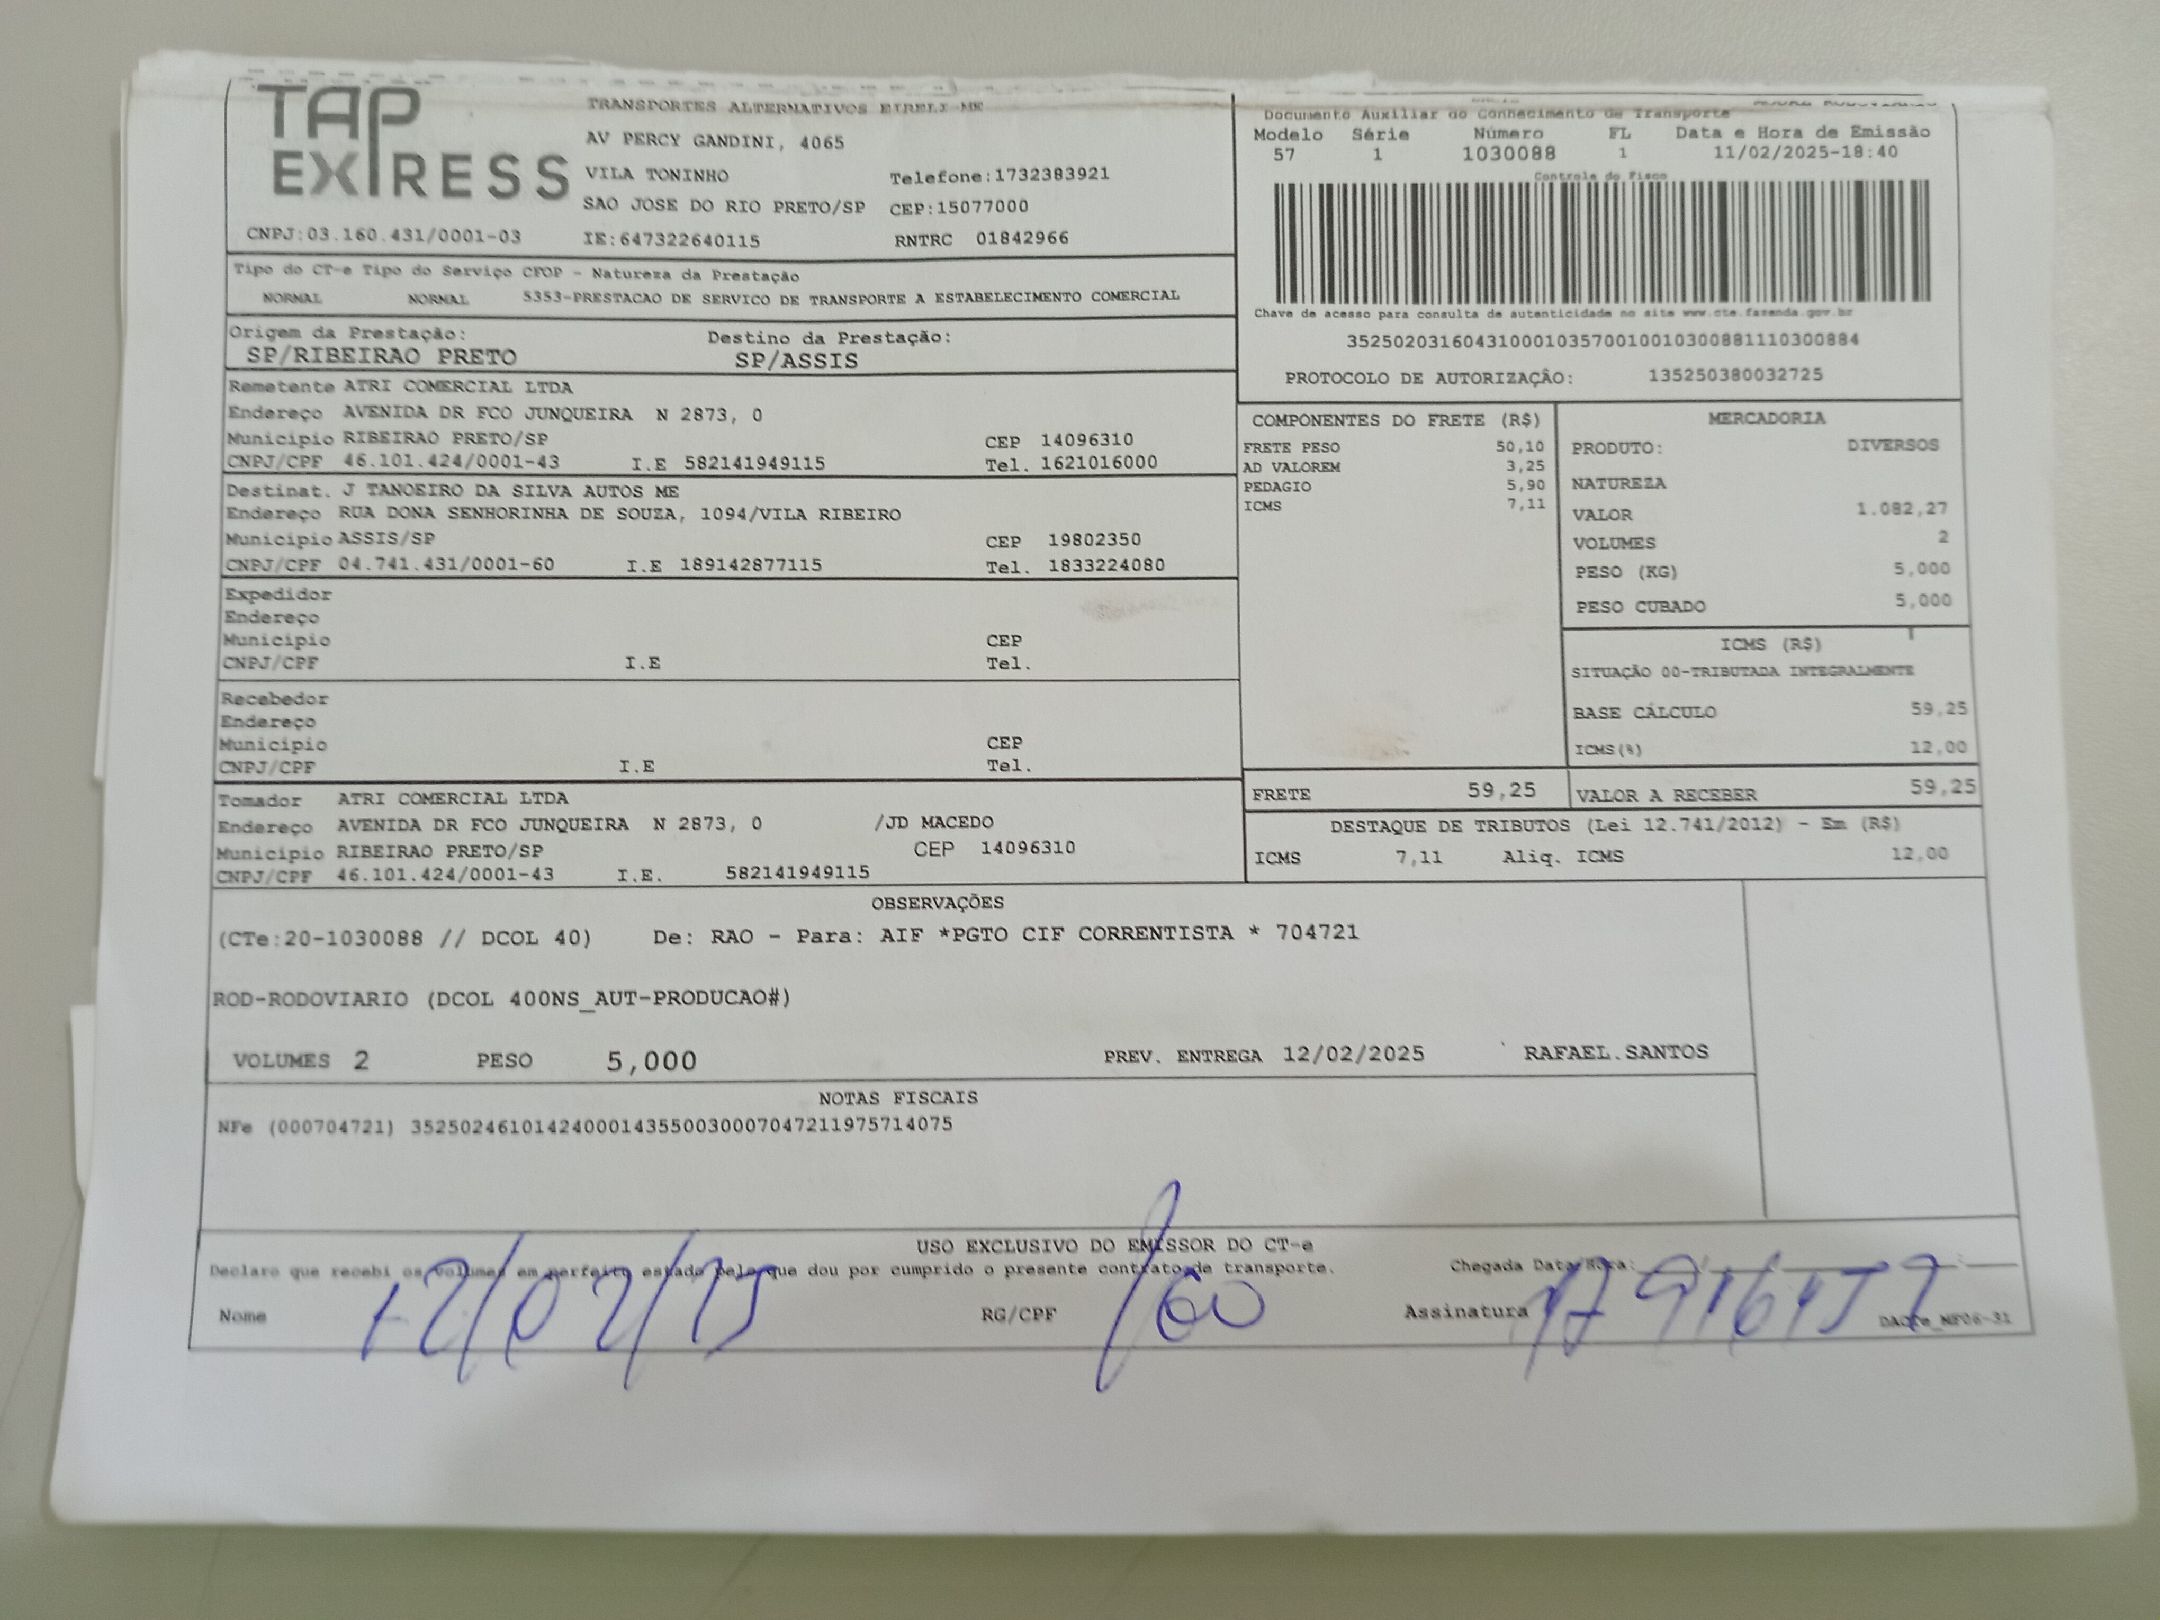 TAP
EXPRESS
TRANSPORTES ALTERNATIVOS EIRELI ME
AV PERCY GANDINI, 4065
VILA TONINHO Telefone:1732383921
SAO JOSE DO RIO PRETO/SP CEP:15077000
CNPJ:03.160.431/0001-03 IE:647322640115 RNTRC 01842966
Documento Auxiliar do Conhecimento de Transporte
Modelo Série Número FL Data e Hora de Emissão
57 1 1030088 1 11/02/2025-18:40
Controle do Fisco
Chave de acesso para consulta de autenticidade no site www.cte.fazenda.gov.br
35250203160431000103570010010300881110300884
PROTOCOLO DE AUTORIZAÇÃO: 135250380032725
Tipo do CT-e Tipo do Serviço CFOP - Natureza da Prestação
NORMAL NORMAL 5353-PRESTACAO DE SERVICO DE TRANSPORTE A ESTABELECIMENTO COMERCIAL
Origem da Prestação: Destino da Prestação:
SP/RIBEIRAO PRETO SP/ASSIS
Remetente ATRI COMERCIAL LTDA
Endereço AVENIDA DR FCO JUNQUEIRA N 2873, 0
Município RIBEIRAO PRETO/SP CEP 14096310
CNPJ/CPF 46.101.424/0001-43 I.E 582141949115 Tel. 1621016000
Destinat. J TANOEIRO DA SILVA AUTOS ME
Endereço RUA DONA SENHORINHA DE SOUZA, 1094/VILA RIBEIRO
Município ASSIS/SP CEP 19802350
CNPJ/CPF 04.741.431/0001-60 I.E 189142877115 Tel. 1833224080
Expedidor
Endereço
Município CEP
CNPJ/CPF I.E Tel.
Recebedor
Endereço
Município CEP
CNPJ/CPF I.E Tel.
Tomador ATRI COMERCIAL LTDA
Endereço AVENIDA DR FCO JUNQUEIRA N 2873, 0 /JD MACEDO
Município RIBEIRAO PRETO/SP CEP 14096310
CNPJ/CPF 46.101.424/0001-43 I.E. 582141949115
COMPONENTES DO FRETE (R$)
FRETE PESO 50,10
AD VALOREM 3,25
PEDAGIO 5,90
ICMS 7,11
MERCADORIA
PRODUTO: DIVERSOS
NATUREZA
VALOR 1.082,27
VOLUMES 2
PESO (KG) 5,000
PESO CUBADO 5,000
ICMS (R$)
SITUAÇÃO 00-TRIBUTADA INTEGRALMENTE
BASE CÁLCULO 59,25
ICMS(%) 12,00
FRETE 59,25 VALOR A RECEBER 59,25
DESTAQUE DE TRIBUTOS (Lei 12.741/2012) - Em (R$)
ICMS 7,11 Aliq. ICMS 12,00
OBSERVAÇÕES
(CTe:20-1030088 // DCOL 40) De: RAO - Para: AIF *PGTO CIF CORRENTISTA * 704721
ROD-RODOVIARIO (DCOL 400NS_AUT-PRODUCAO#)
VOLUMES 2 PESO 5,000 PREV. ENTREGA 12/02/2025 RAFAEL.SANTOS
NOTAS FISCAIS
NFe (000704721) 35250246101424000143550030007047211975714075
USO EXCLUSIVO DO EMISSOR DO CT-e
Declaro que recebi os volumes em perfeito estado pelo que dou por cumprido o presente contrato de transporte. Chegada Data/Hora:
Nome 12/02/25 RG/CPF Assinatura
DACTe_MF06-31